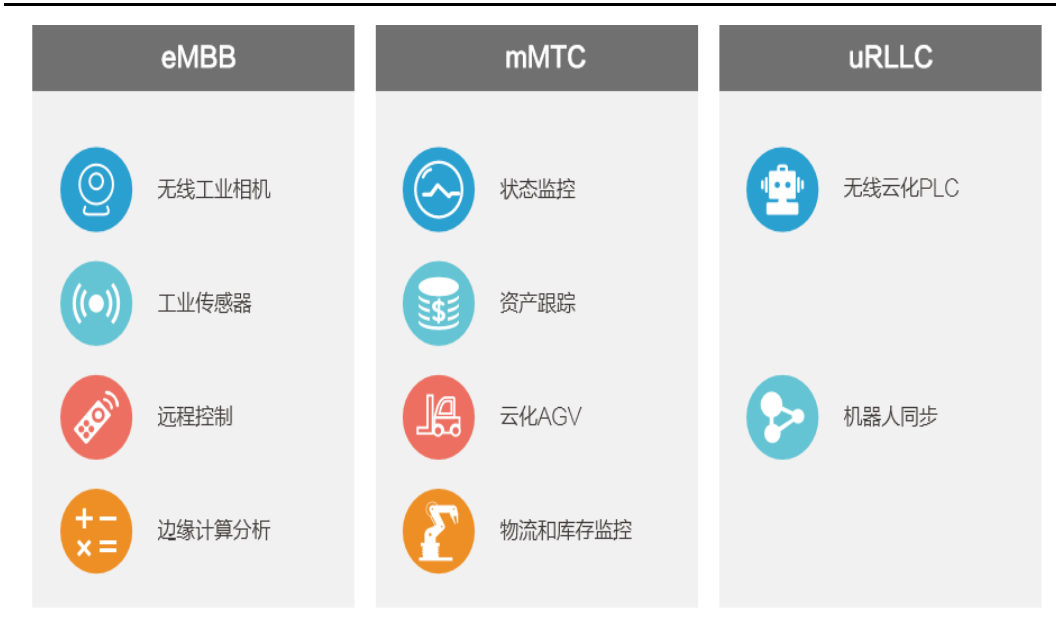 eMBB
无线工业相机
工业传感器
远程控制
边缘计算分析
mMTC
状态监控
资产跟踪
云化AGV
物流和库存监控
uRLLC
无线云化PLC
机器人同步